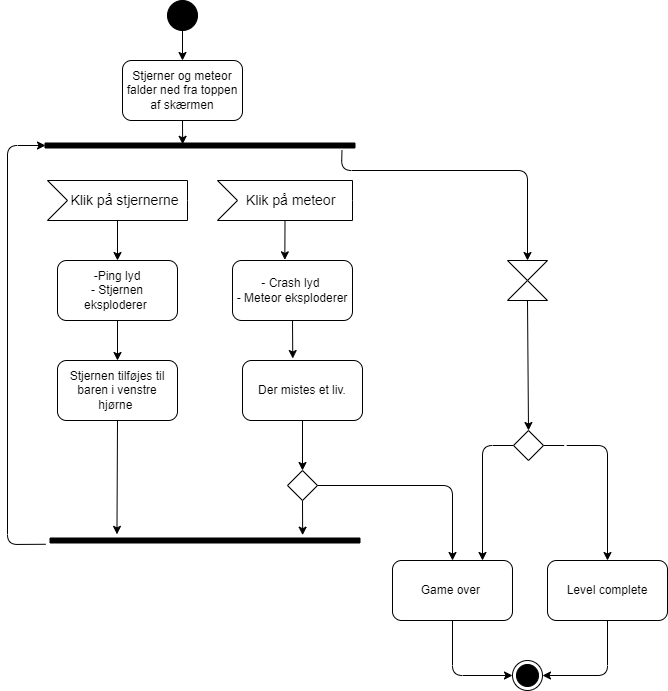 Stjerner og meteor
falder ned fra toppen
af skærmen
Klik på stjernerne
Klik på meteor
-Ping lyd
- Stjernen
eksploderer
- Crash lyd
- Meteor eksploderer
Stjernen tilføjes til
baren i venstre
hjørne
Der mistes et liv.
Game over
Level complete